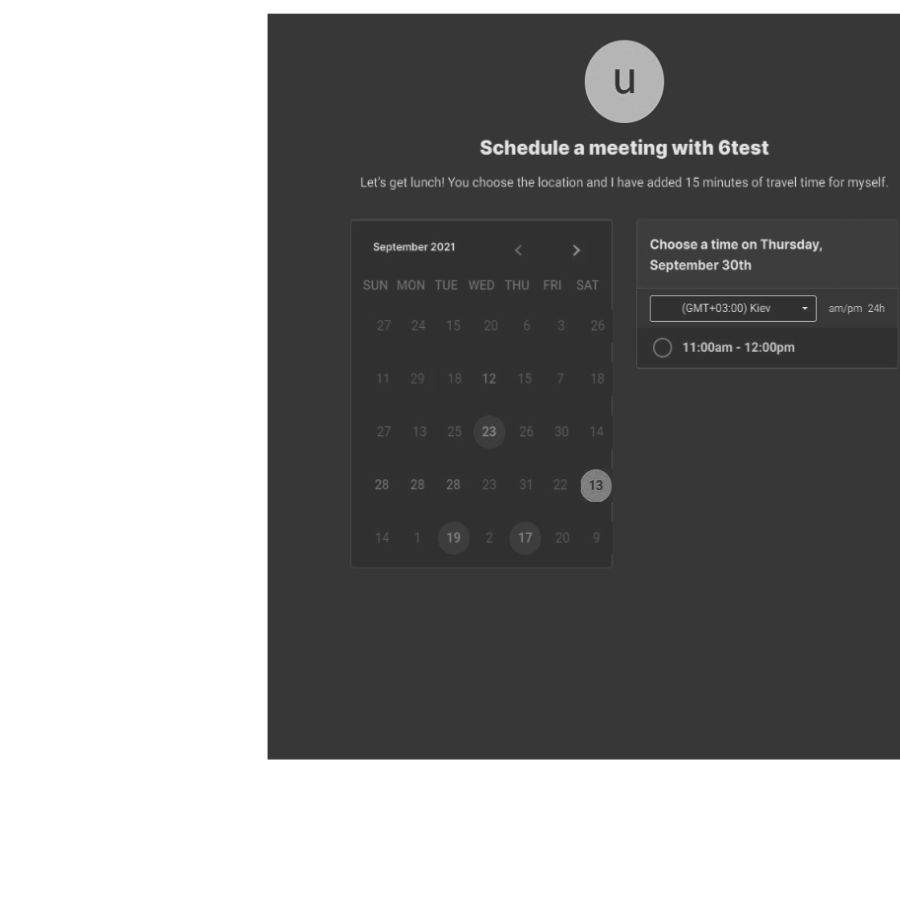 u
Schedule a meeting with 6test
Let's get lunch! You choose the location and I have added 15 minutes of travel time for myself.
September 2021
SUN MON TUE WED THU FRI SAT
27 24 15 20 6 3 26
11 29 18 12 15 7 18
27 13 25 23 26 30 14
28 28 28 23 31 22 13
14 1 19 2 17 20 9
Choose a time on Thursday,
September 30th
(GMT+03:00) Kiev am/pm 24h
11:00am - 12:00pm